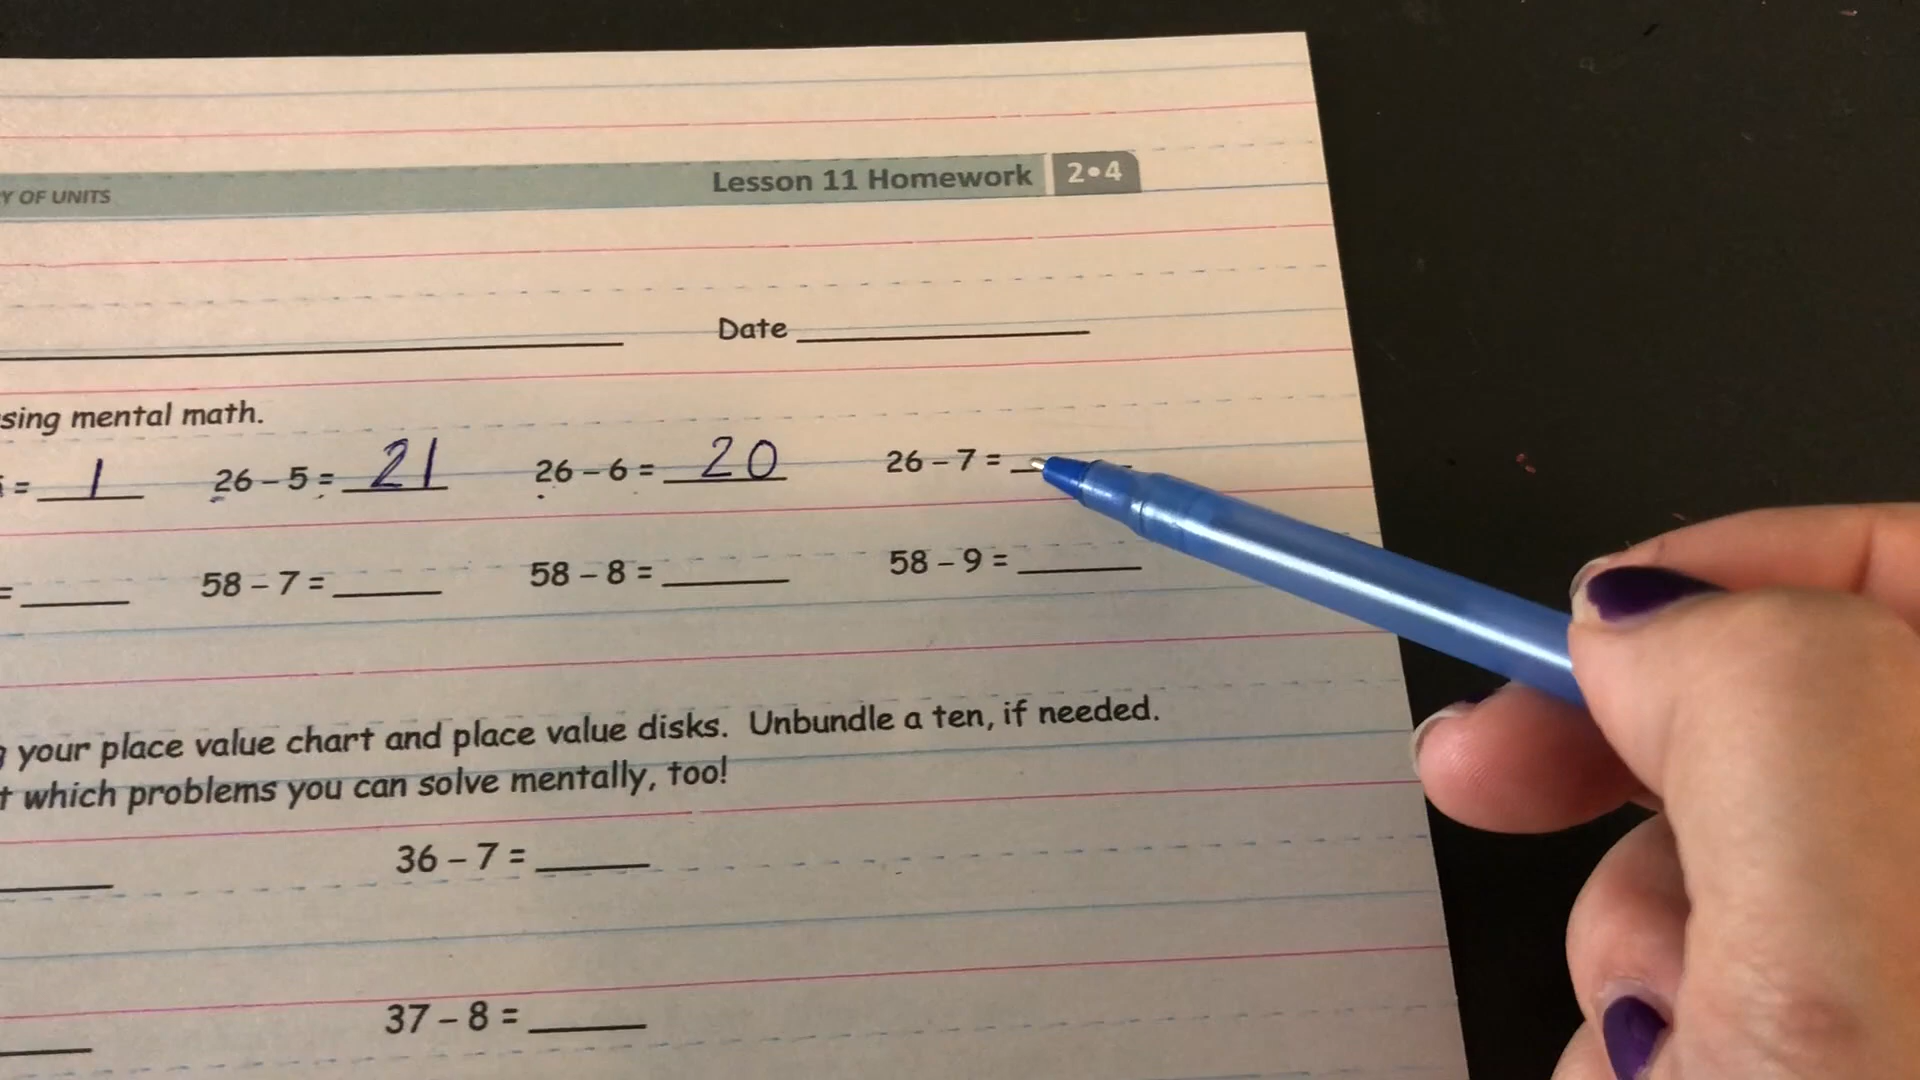 Y OF UNITS Lesson 11 Homework 2•4
Date
sing mental math.
= 1 26 - 5 = 21 26 - 6 = 20 26 - 7 =
= 58 - 7 = 58 - 8 = 58 - 9 =
your place value chart and place value disks. Unbundle a ten, if needed.
which problems you can solve mentally, too!
36 - 7 =
37 - 8 =